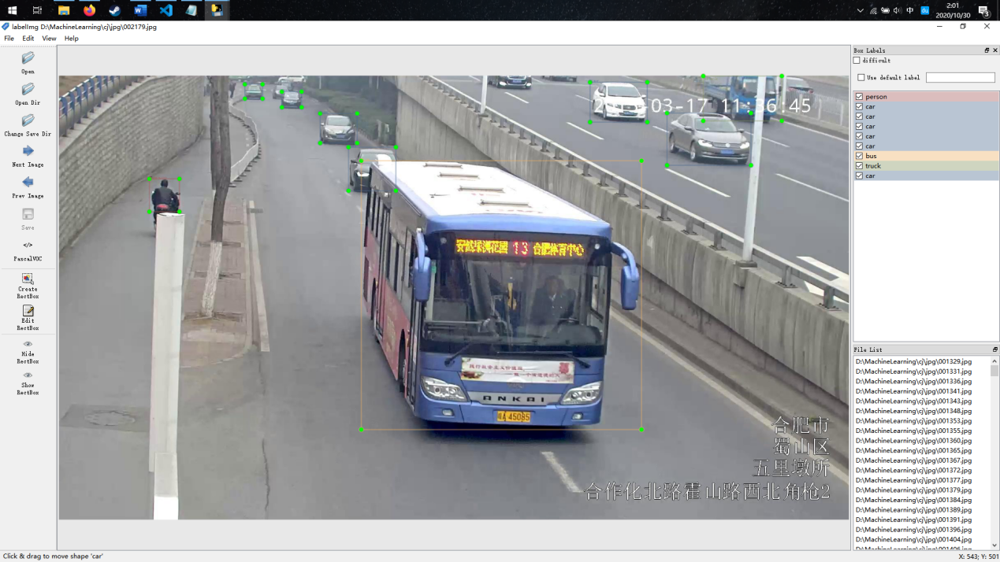 2:01
中
du
2020/10/30
3
labelImg D:\MachineLearning\cj\jpg\002179.jpg
File Edit View Help
Open
Open Dir
Change Save Dir
Next Image
Prev Image
Save
</>
PascalVOC
Create
RectBox
Edit
RectBox
Hide
RectBox
Show
RectBox
03-17 11:36:45
13 合肥体育中心
ANKAI
A 45085
合肥市
蜀山区
五里墩所
合作化北路霍山路西北角枪2
Box Labels
difficult
Use default label
person
car
car
car
car
car
bus
truck
car
File List
D:\MachineLearning\cj\jpg\001329.jpg
D:\MachineLearning\cj\jpg\001331.jpg
D:\MachineLearning\cj\jpg\001336.jpg
D:\MachineLearning\cj\jpg\001341.jpg
D:\MachineLearning\cj\jpg\001343.jpg
D:\MachineLearning\cj\jpg\001348.jpg
D:\MachineLearning\cj\jpg\001353.jpg
D:\MachineLearning\cj\jpg\001355.jpg
D:\MachineLearning\cj\jpg\001360.jpg
D:\MachineLearning\cj\jpg\001365.jpg
D:\MachineLearning\cj\jpg\001367.jpg
D:\MachineLearning\cj\jpg\001372.jpg
D:\MachineLearning\cj\jpg\001377.jpg
D:\MachineLearning\cj\jpg\001379.jpg
D:\MachineLearning\cj\jpg\001384.jpg
D:\MachineLearning\cj\jpg\001389.jpg
D:\MachineLearning\cj\jpg\001391.jpg
D:\MachineLearning\cj\jpg\001396.jpg
D:\MachineLearning\cj\jpg\001404.jpg
Click & drag to move shape 'car'
X: 543; Y: 501